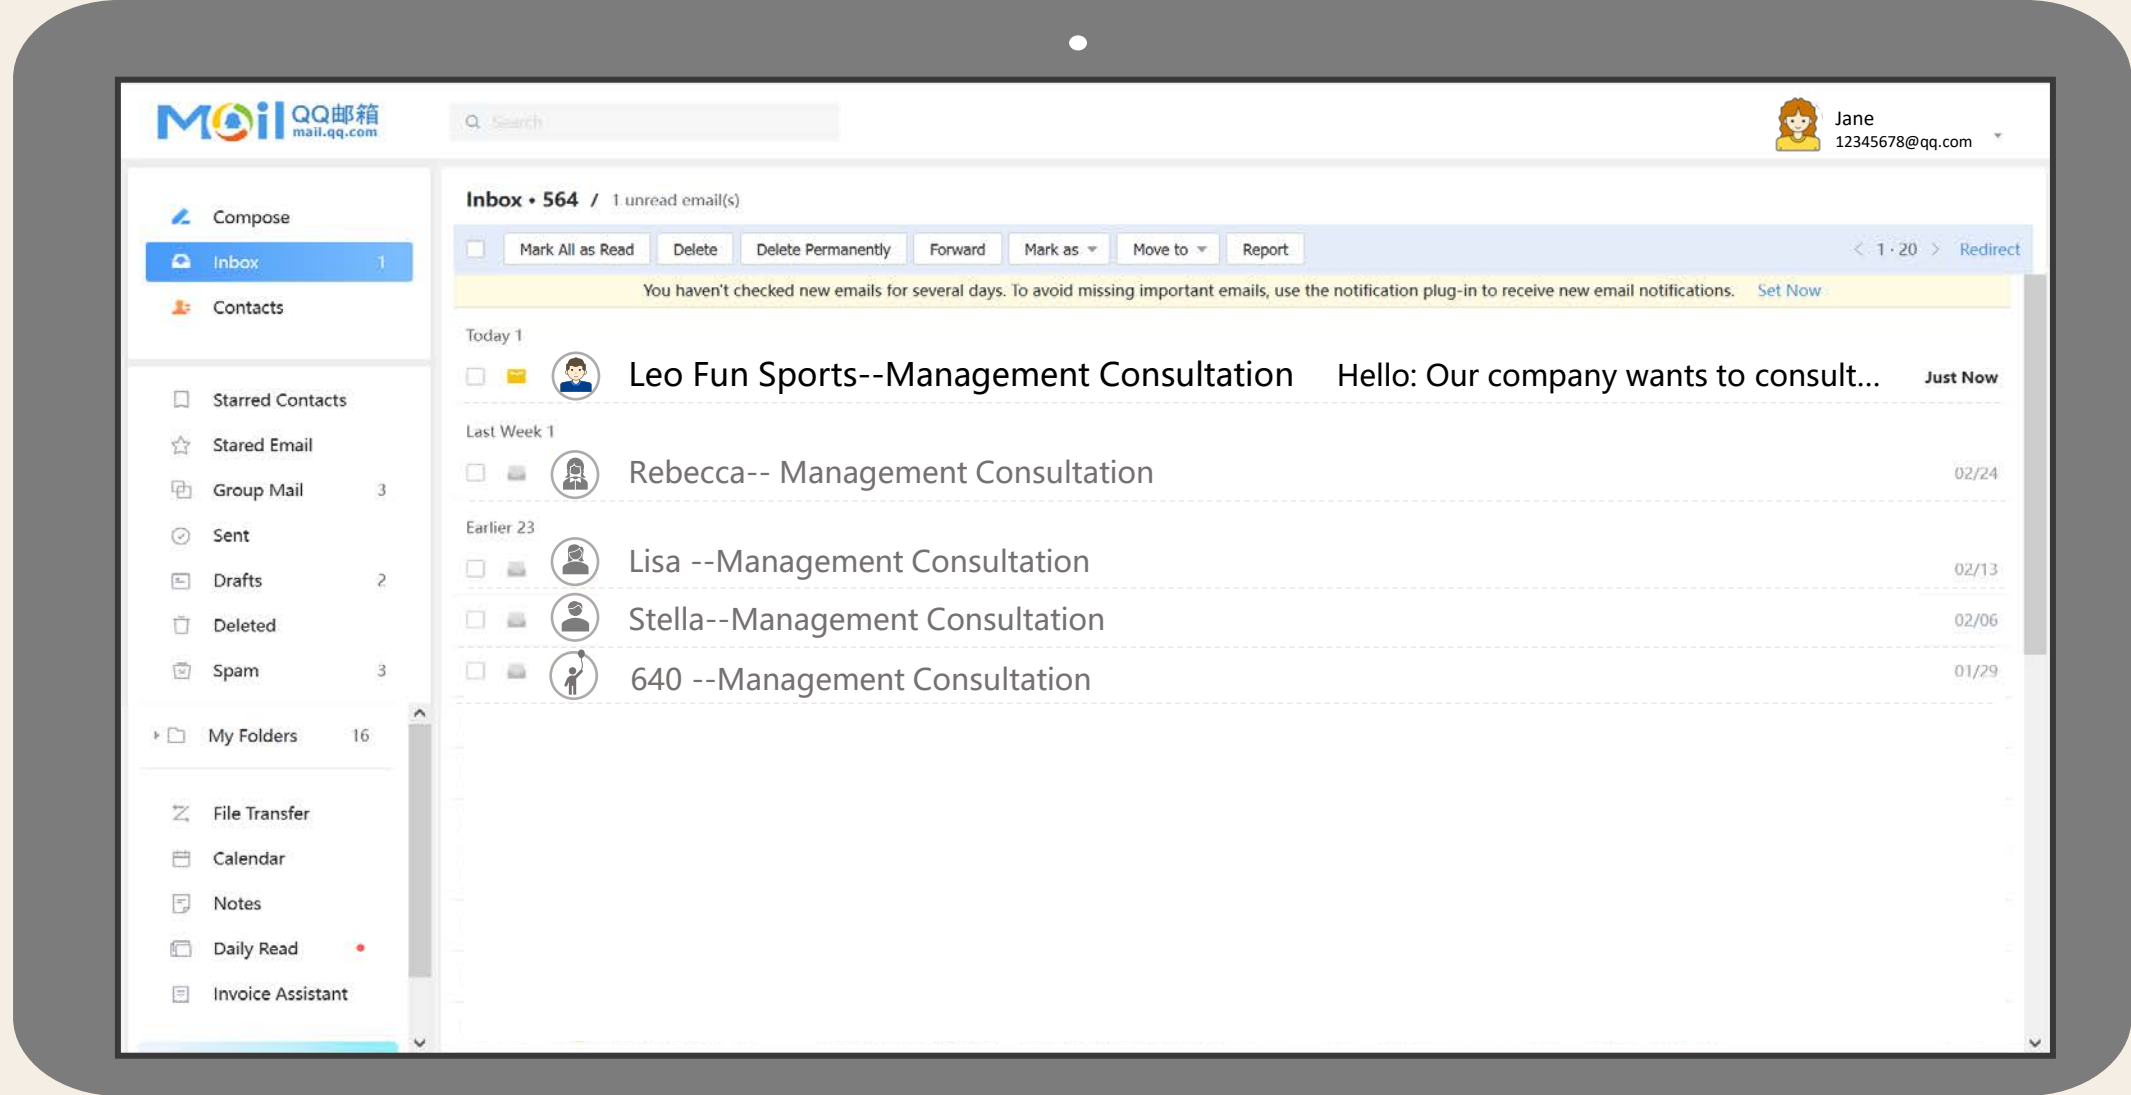 Mail QQ邮箱
mail.qq.com
Search
Jane
12345678@qq.com
Compose
Inbox 1
Contacts
Starred Contacts
Stared Email
Group Mail 3
Sent
Drafts 2
Deleted
Spam 3
My Folders 16
File Transfer
Calendar
Notes
Daily Read
Invoice Assistant
Inbox • 564 / 1 unread email(s)
Mark All as Read Delete Delete Permanently Forward Mark as Move to Report < 1 · 20 > Redirect
You haven't checked new emails for several days. To avoid missing important emails, use the notification plug-in to receive new email notifications. Set Now
Today 1
Leo Fun Sports--Management Consultation Hello: Our company wants to consult... Just Now
Last Week 1
Rebecca-- Management Consultation 02/24
Earlier 23
Lisa --Management Consultation 02/13
Stella--Management Consultation 02/06
640 --Management Consultation 01/29